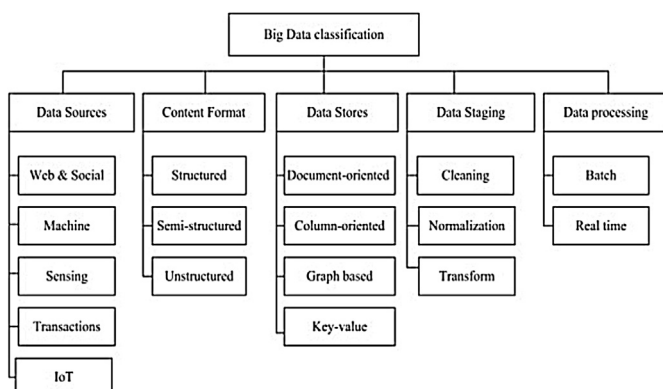 Big Data classification
Data Sources
Content Format
Data Stores
Data Staging
Data processing
Web & Social
Structured
Document-oriented
Cleaning
Batch
Machine
Semi-structured
Column-oriented
Normalization
Real time
Sensing
Unstructured
Graph based
Transform
Transactions
Key-value
IoT